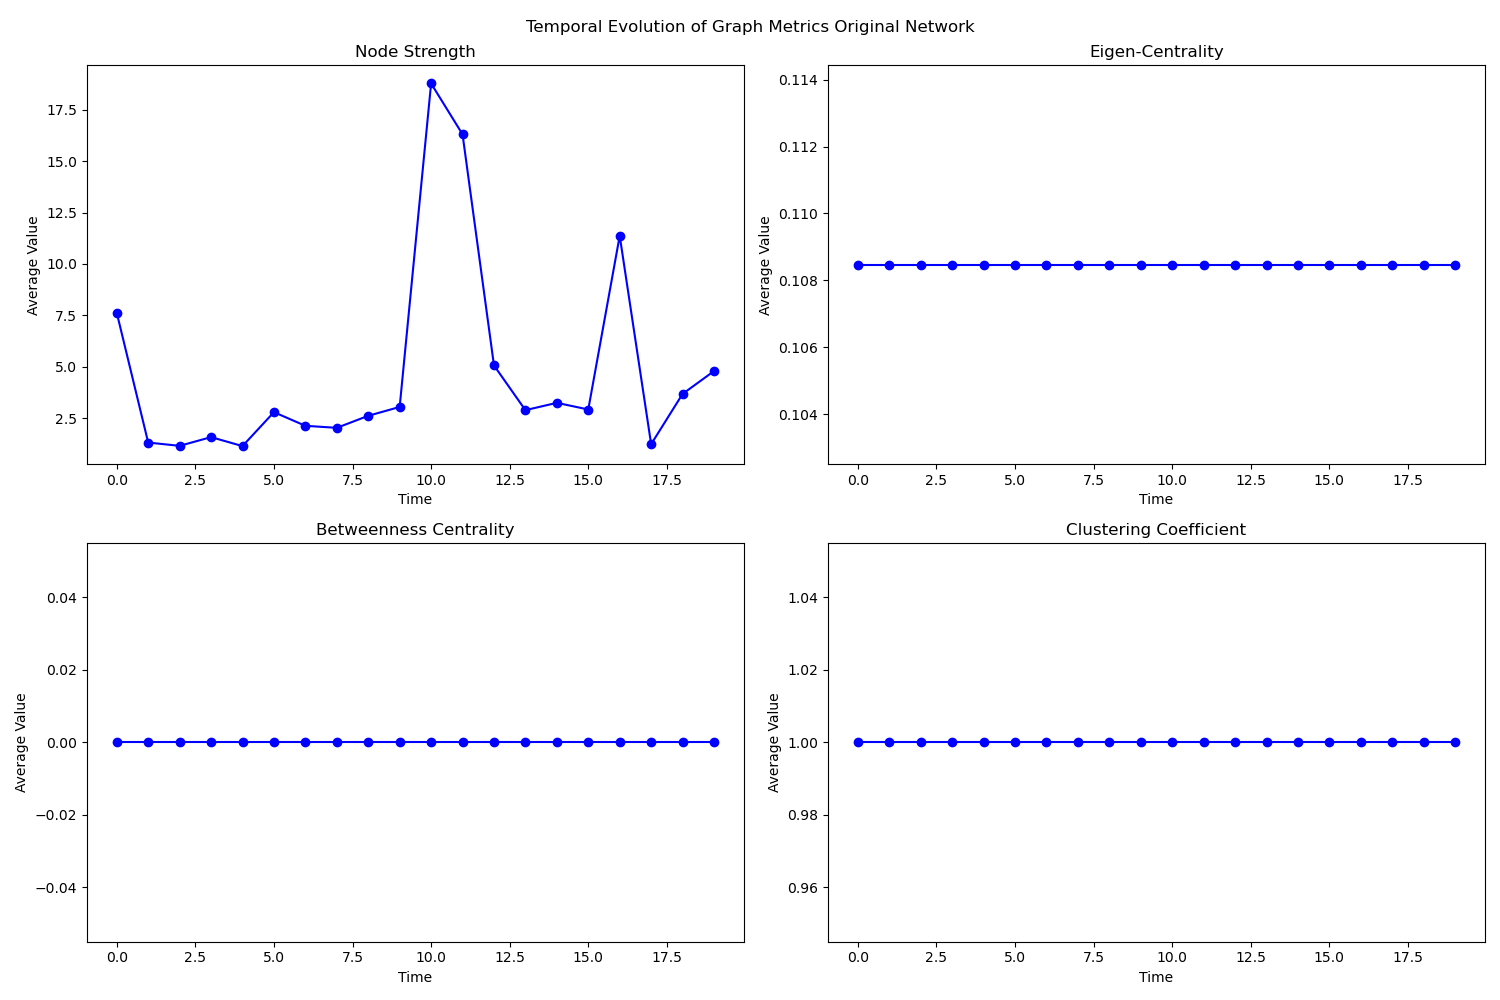 Temporal Evolution of Graph Metrics Original Network
Node Strength
Average Value
17.5
15.0
12.5
10.0
7.5
5.0
2.5
0.0 2.5 5.0 7.5 10.0 12.5 15.0 17.5
Time
Eigen-Centrality
Average Value
0.114
0.112
0.110
0.108
0.106
0.104
0.0 2.5 5.0 7.5 10.0 12.5 15.0 17.5
Time
Betweenness Centrality
Average Value
0.04
0.02
0.00
−0.02
−0.04
0.0 2.5 5.0 7.5 10.0 12.5 15.0 17.5
Time
Clustering Coefficient
Average Value
1.04
1.02
1.00
0.98
0.96
0.0 2.5 5.0 7.5 10.0 12.5 15.0 17.5
Time